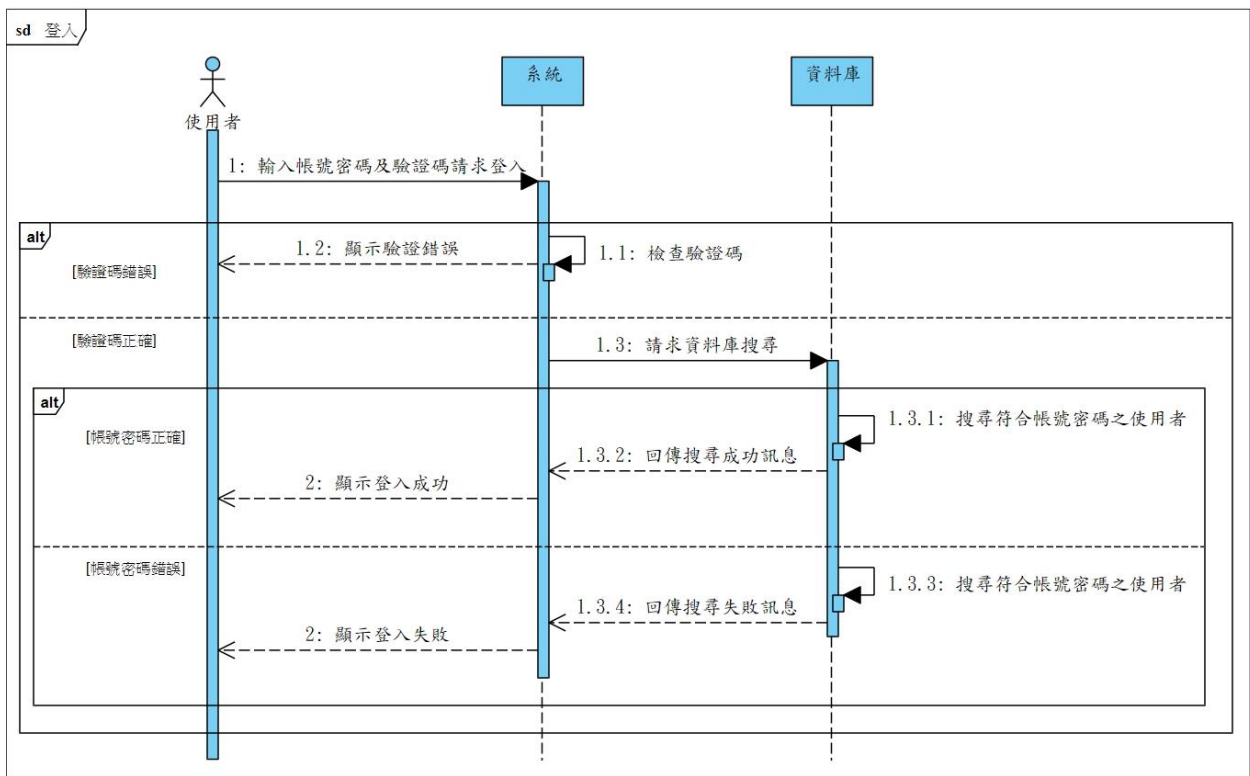 sd 登入
使用者
系統
資料庫
1: 輸入帳號密碼及驗證碼請求登入
alt
[驗證碼錯誤]
1.2: 顯示驗證錯誤
1.1: 檢查驗證碼
[驗證碼正確]
1.3: 請求資料庫搜尋
alt
[帳號密碼正確]
1.3.1: 搜尋符合帳號密碼之使用者
1.3.2: 回傳搜尋成功訊息
2: 顯示登入成功
[帳號密碼錯誤]
1.3.3: 搜尋符合帳號密碼之使用者
1.3.4: 回傳搜尋失敗訊息
2: 顯示登入失敗